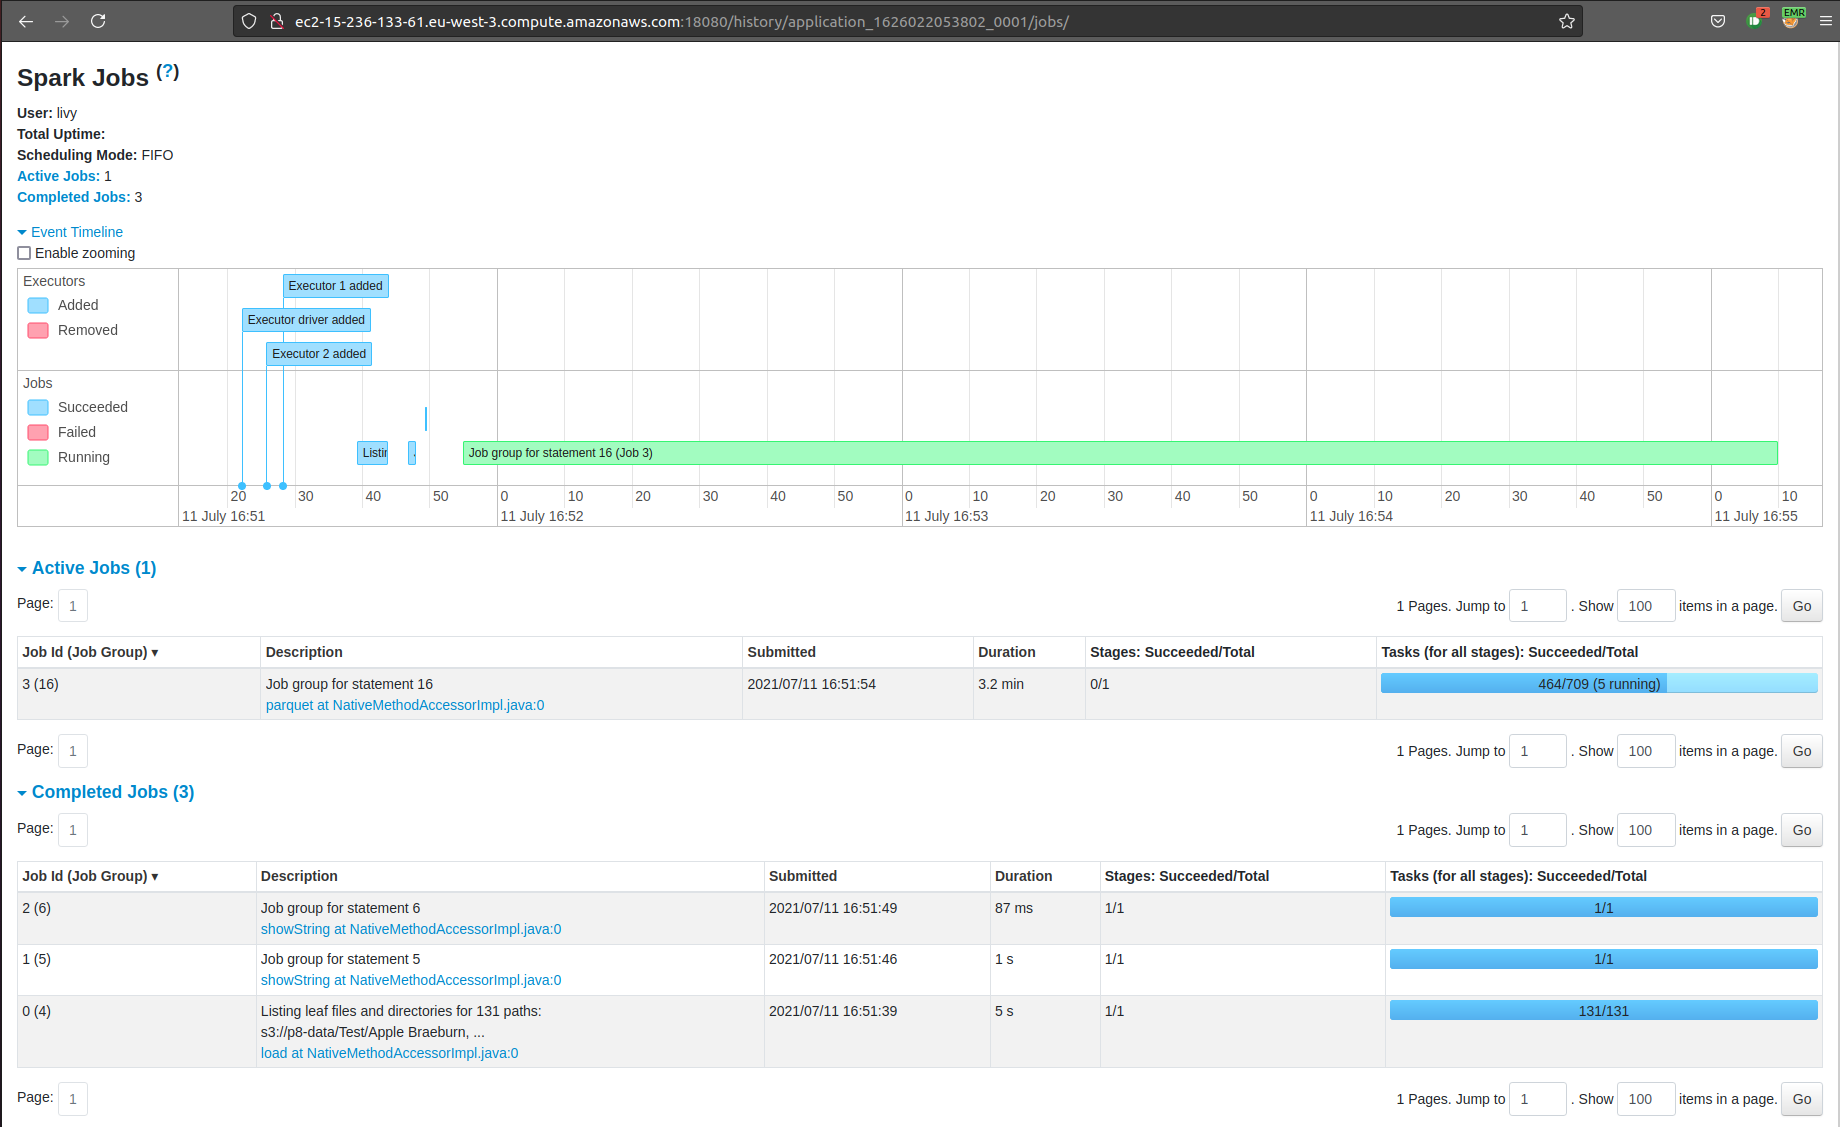 ec2-15-236-133-61.eu-west-3.compute.amazonaws.com:18080/history/application_1626022053802_0001/jobs/
2
EMR
Spark Jobs (?)
User: livy
Total Uptime:
Scheduling Mode: FIFO
Active Jobs: 1
Completed Jobs: 3
Event Timeline
Enable zooming
Executors
Added
Removed
Executor 1 added
Executor driver added
Executor 2 added
Jobs
Succeeded
Failed
Running
Listin
Job group for statement 16 (Job 3)
20 30 40 50 0 10 20 30 40 50 0 10 20 30 40 50 0 10 20 30 40 50 0 10
11 July 16:51 11 July 16:52 11 July 16:53 11 July 16:54 11 July 16:55
Active Jobs (1)
Page: 1 1 Pages. Jump to 1 . Show 100 items in a page. Go
Job Id (Job Group) ▾ Description Submitted Duration Stages: Succeeded/Total Tasks (for all stages): Succeeded/Total
3 (16) Job group for statement 16 2021/07/11 16:51:54 3.2 min 0/1 464/709 (5 running)
parquet at NativeMethodAccessorImpl.java:0
Page: 1 1 Pages. Jump to 1 . Show 100 items in a page. Go
Completed Jobs (3)
Page: 1 1 Pages. Jump to 1 . Show 100 items in a page. Go
Job Id (Job Group) ▾ Description Submitted Duration Stages: Succeeded/Total Tasks (for all stages): Succeeded/Total
2 (6) Job group for statement 6 2021/07/11 16:51:49 87 ms 1/1 1/1
showString at NativeMethodAccessorImpl.java:0
1 (5) Job group for statement 5 2021/07/11 16:51:46 1 s 1/1 1/1
showString at NativeMethodAccessorImpl.java:0
0 (4) Listing leaf files and directories for 131 paths: 2021/07/11 16:51:39 5 s 1/1 131/131
s3://p8-data/Test/Apple Braeburn, ...
load at NativeMethodAccessorImpl.java:0
Page: 1 1 Pages. Jump to 1 . Show 100 items in a page. Go